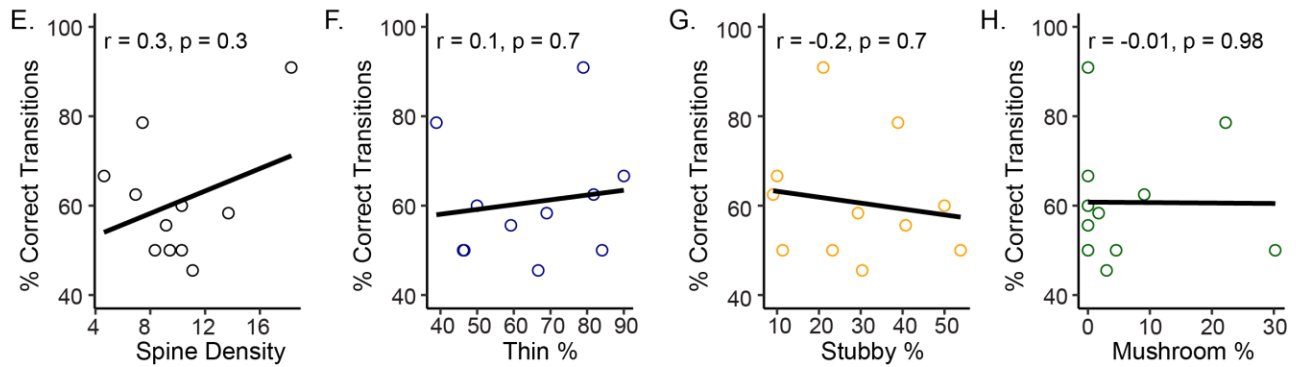 E.
r = 0.3, p = 0.3
% Correct Transitions
100
80
60
40
4 8 12 16
Spine Density
F.
r = 0.1, p = 0.7
% Correct Transitions
100
80
60
40
40 50 60 70 80 90
Thin %
G.
r = -0.2, p = 0.7
% Correct Transitions
100
80
60
40
10 20 30 40 50
Stubby %
H.
r = -0.01, p = 0.98
% Correct Transitions
100
80
60
40
0 10 20 30
Mushroom %